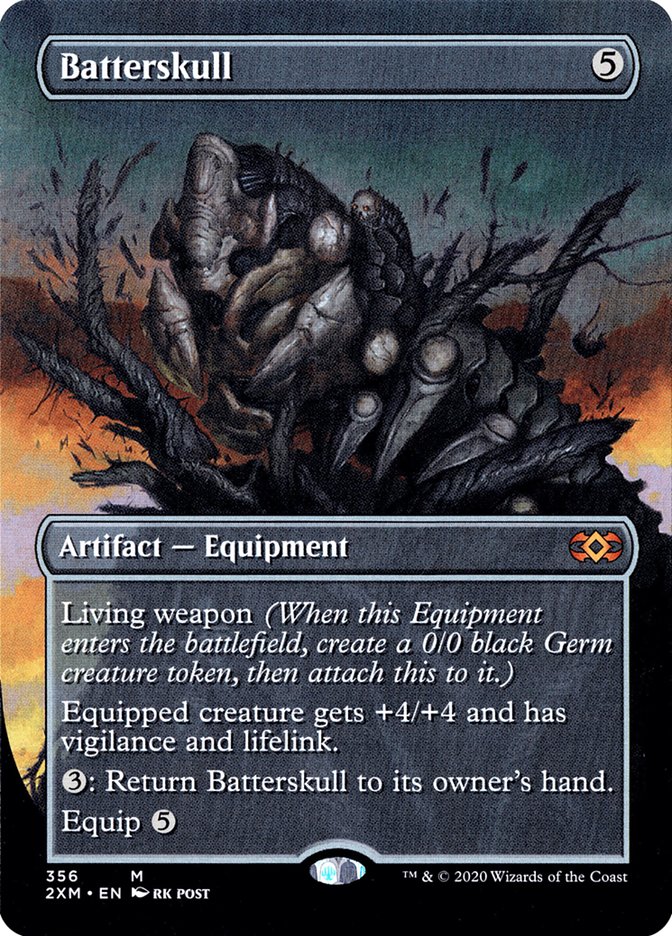 Batterskull 5
Artifact — Equipment
Living weapon (When this Equipment
enters the battlefield, create a 0/0 black Germ
creature token, then attach this to it.)
Equipped creature gets +4/+4 and has
vigilance and lifelink.
3: Return Batterskull to its owner's hand.
Equip 5
356 M
2XM • EN RK POST
™ & © 2020 Wizards of the Coast